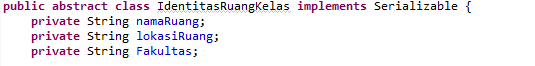 public abstract class IdentitasRuangKelas implements Serializable {
    private String namaRuang;
    private String lokasiRuang;
    private String Fakultas;